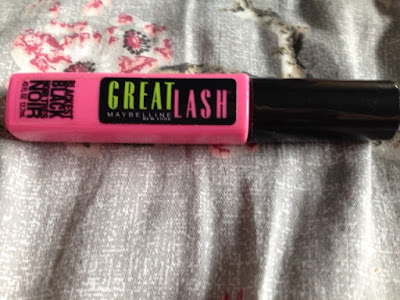 GREAT LASH
MAYBELLINE
NEW YORK
BLACKEST
BLACK
NOIR